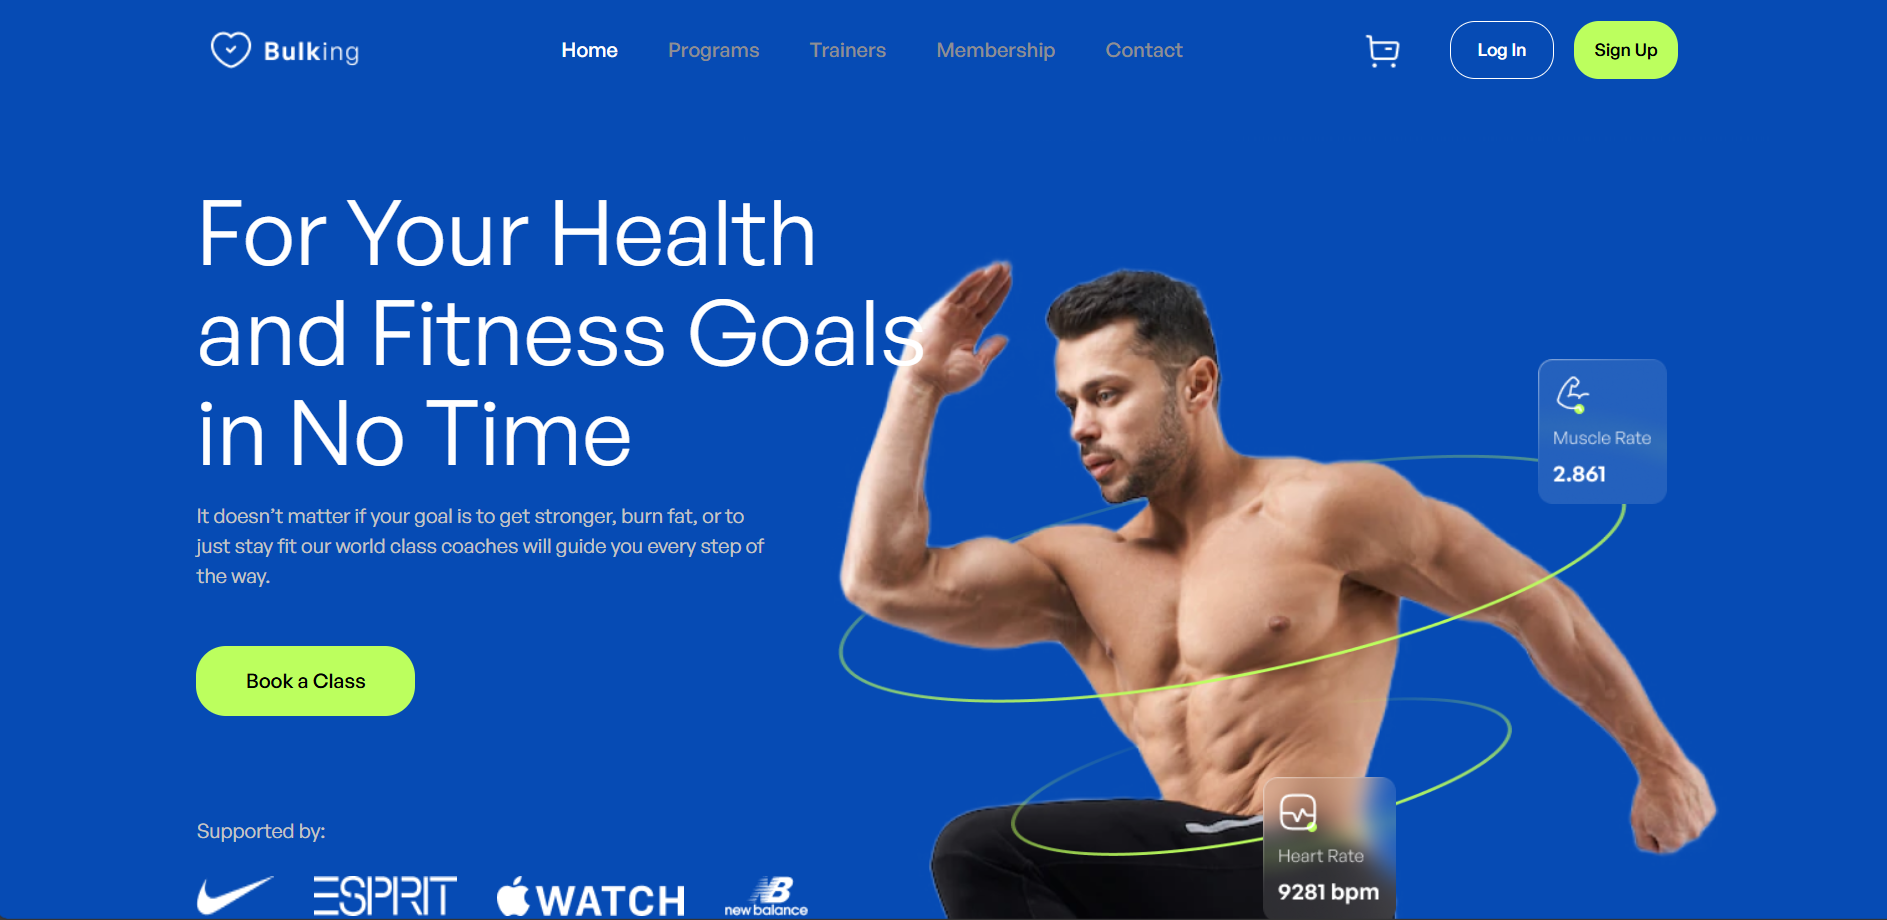 Bulking
Home
Programs
Trainers
Membership
Contact
Log In
Sign Up
For Your Health
and Fitness Goals
in No Time
It doesn’t matter if your goal is to get stronger, burn fat, or to
just stay fit our world class coaches will guide you every step of
the way.
Book a Class
Muscle Rate
2.861
Heart Rate
9281 bpm
Supported by:
ESPRIT
WATCH
NB
new balance